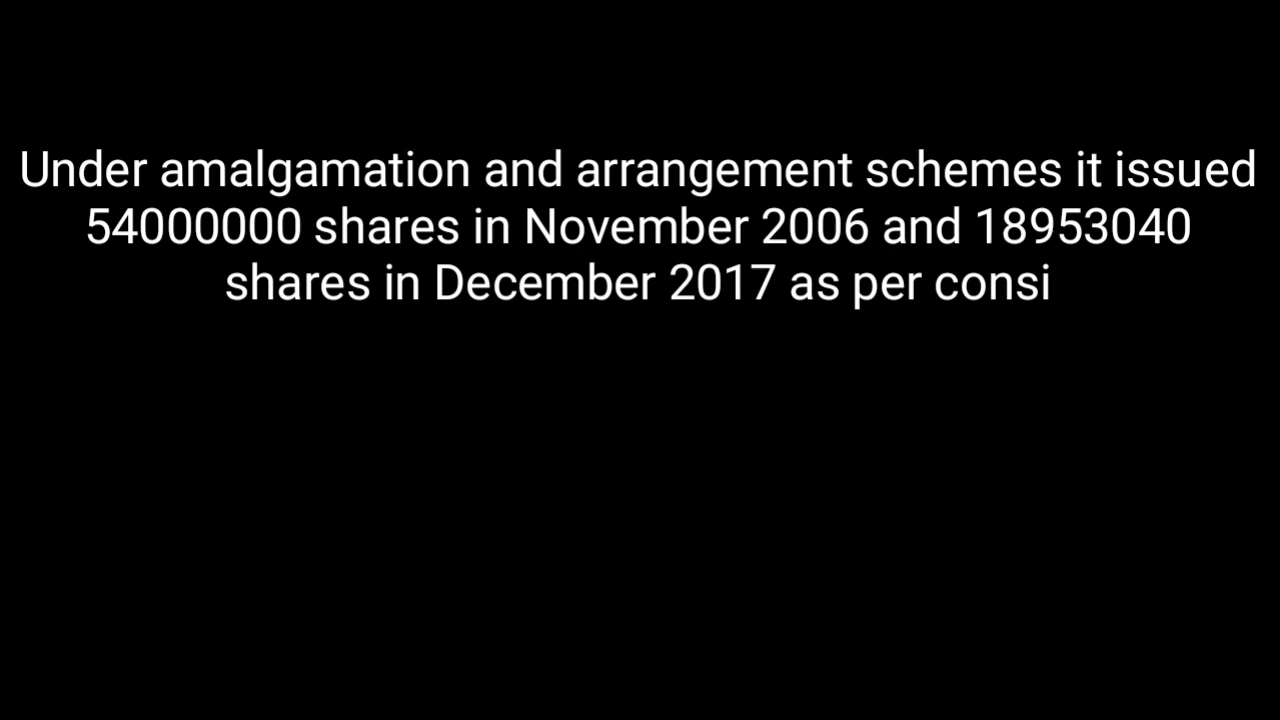 Under amalgamation and arrangement schemes it issued
54000000 shares in November 2006 and 18953040
shares in December 2017 as per consi